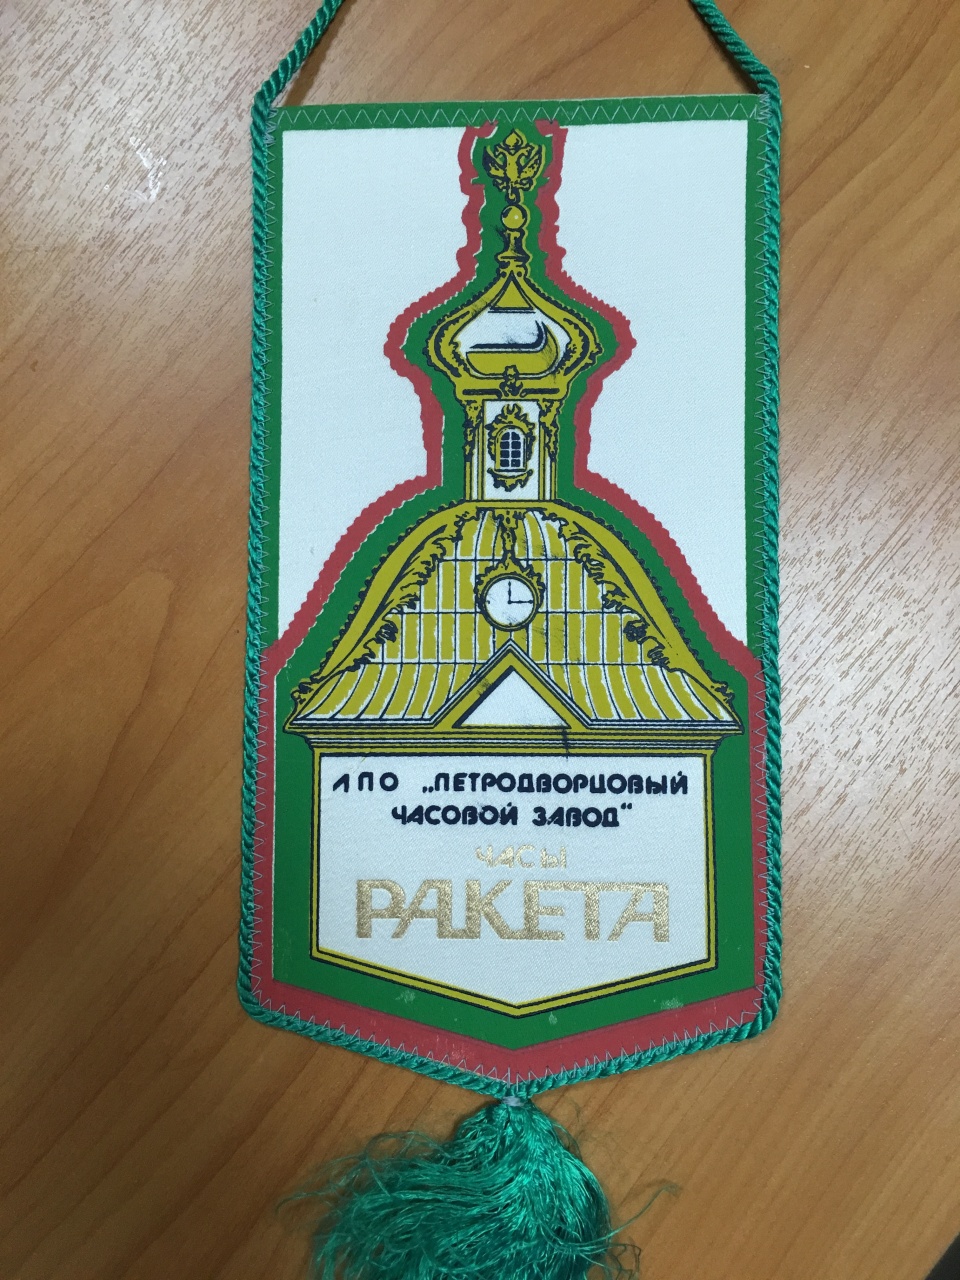 ЛПО „ПЕТРОДВОРЦОВЫЙ
ЧАСОВОЙ ЗАВОД“
ЧАСЫ
РАКЕТА